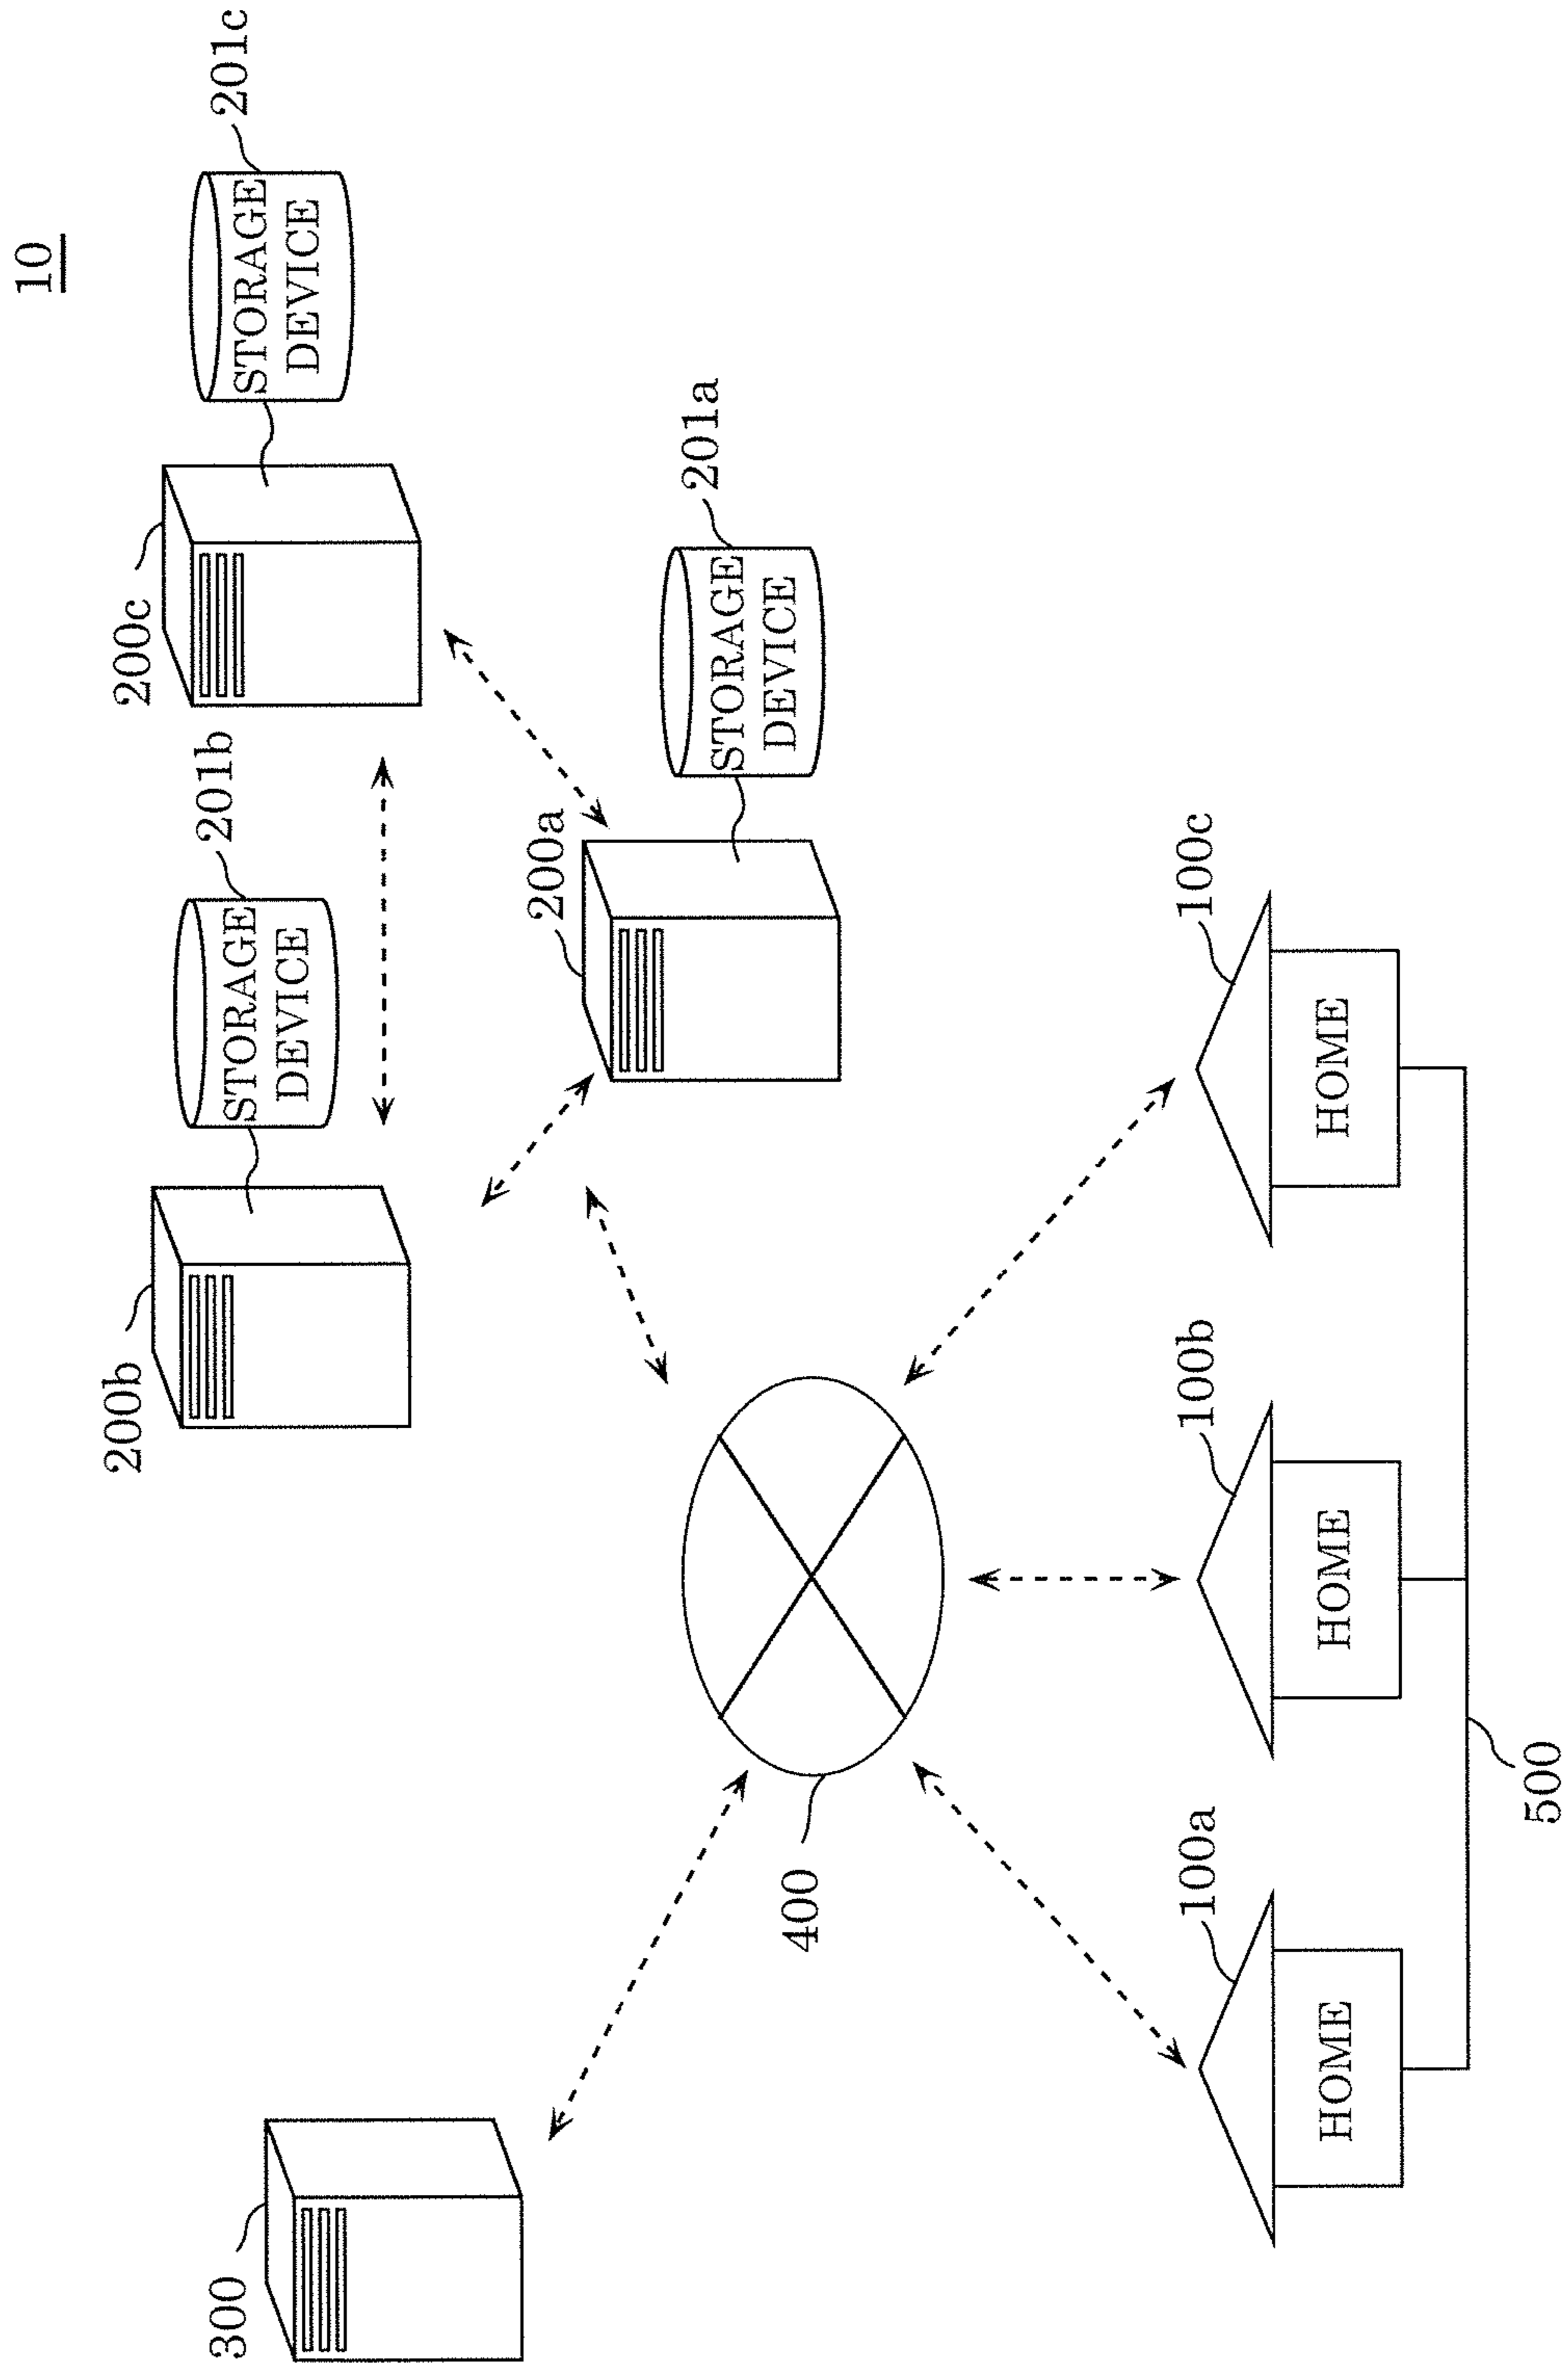 10
201c
STORAGE
DEVICE
200c
201b
STORAGE
DEVICE
200b
201a
STORAGE
DEVICE
200a
300
400
100a
HOME
100b
HOME
100c
HOME
500